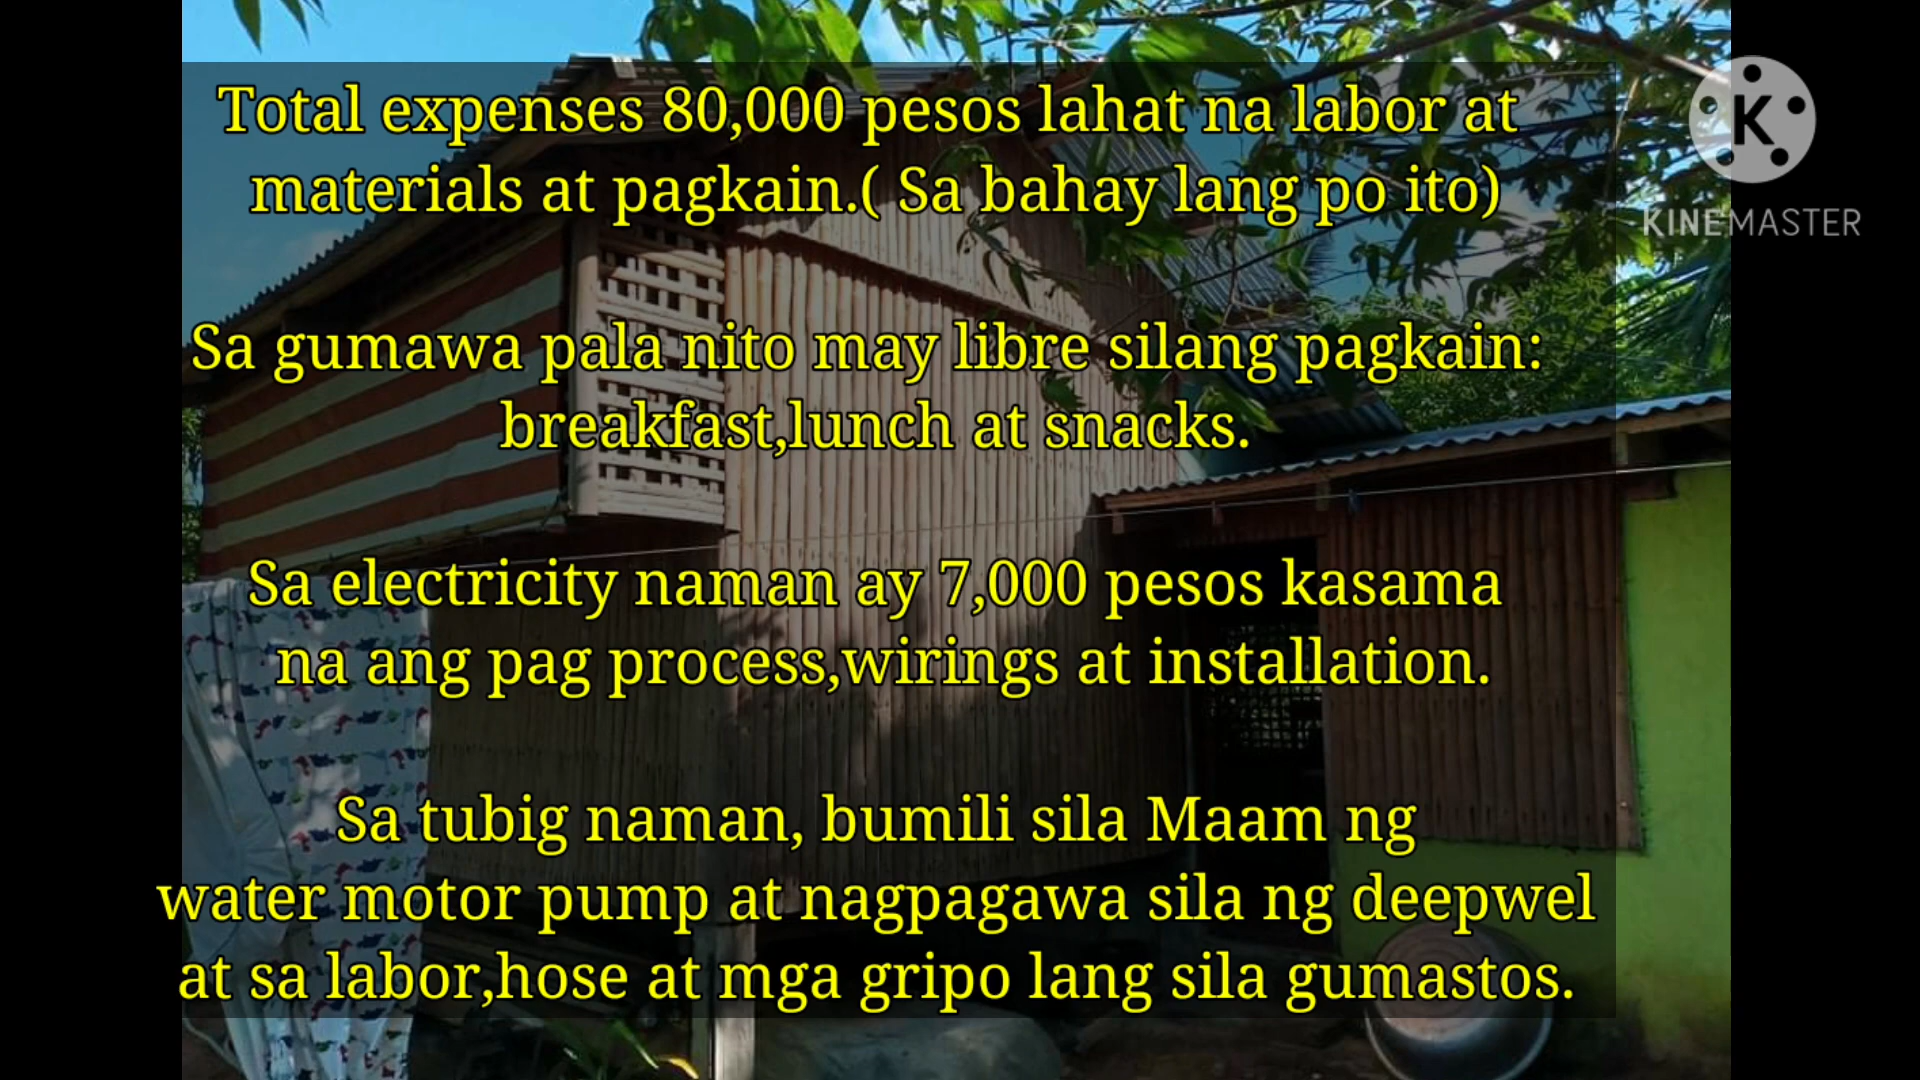 Total expenses 80,000 pesos lahat na labor at
materials at pagkain.( Sa bahay lang po ito)
Sa gumawa pala nito may libre silang pagkain:
breakfast,lunch at snacks.
Sa electricity naman ay 7,000 pesos kasama
na ang pag process,wirings at installation.
Sa tubig naman, bumili sila Maam ng
water motor pump at nagpagawa sila ng deepwel
at sa labor,hose at mga gripo lang sila gumastos.
K
KINEMASTER